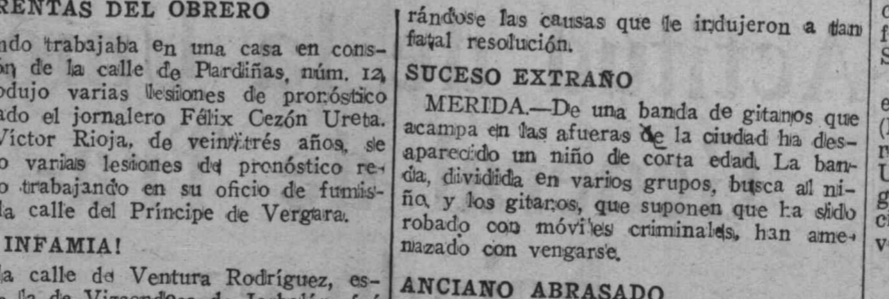 RENTAS DEL OBRERO
ndo trabajaba en una casa en cons-
ón de la calle de Pardiñas, núm. 12,
odujo varias lesiones de pronóstico
ado el jornalero Félix Cezón Ureta.
Víctor Rioja, de veintitrés años, se
o varias lesiones de pronóstico re-
o trabajando en su oficio de fumis-
la calle del Príncipe de Vergara.
INFAMIA!
la calle de Ventura Rodríguez, es-
rándose las causas que le indujeron a tan
fatal resolución.
SUCESO EXTRAÑO
MERIDA.—De una banda de gitanos que
acampa en las afueras de la ciudad ha des-
aparecido un niño de corta edad. La ban-
da, dividida en varios grupos, busca al ni-
ño, y los gitanos, que suponen que ha sido
robado con móviles criminales, han ame-
nazado con vengarse.
ANCIANO ABRASADO